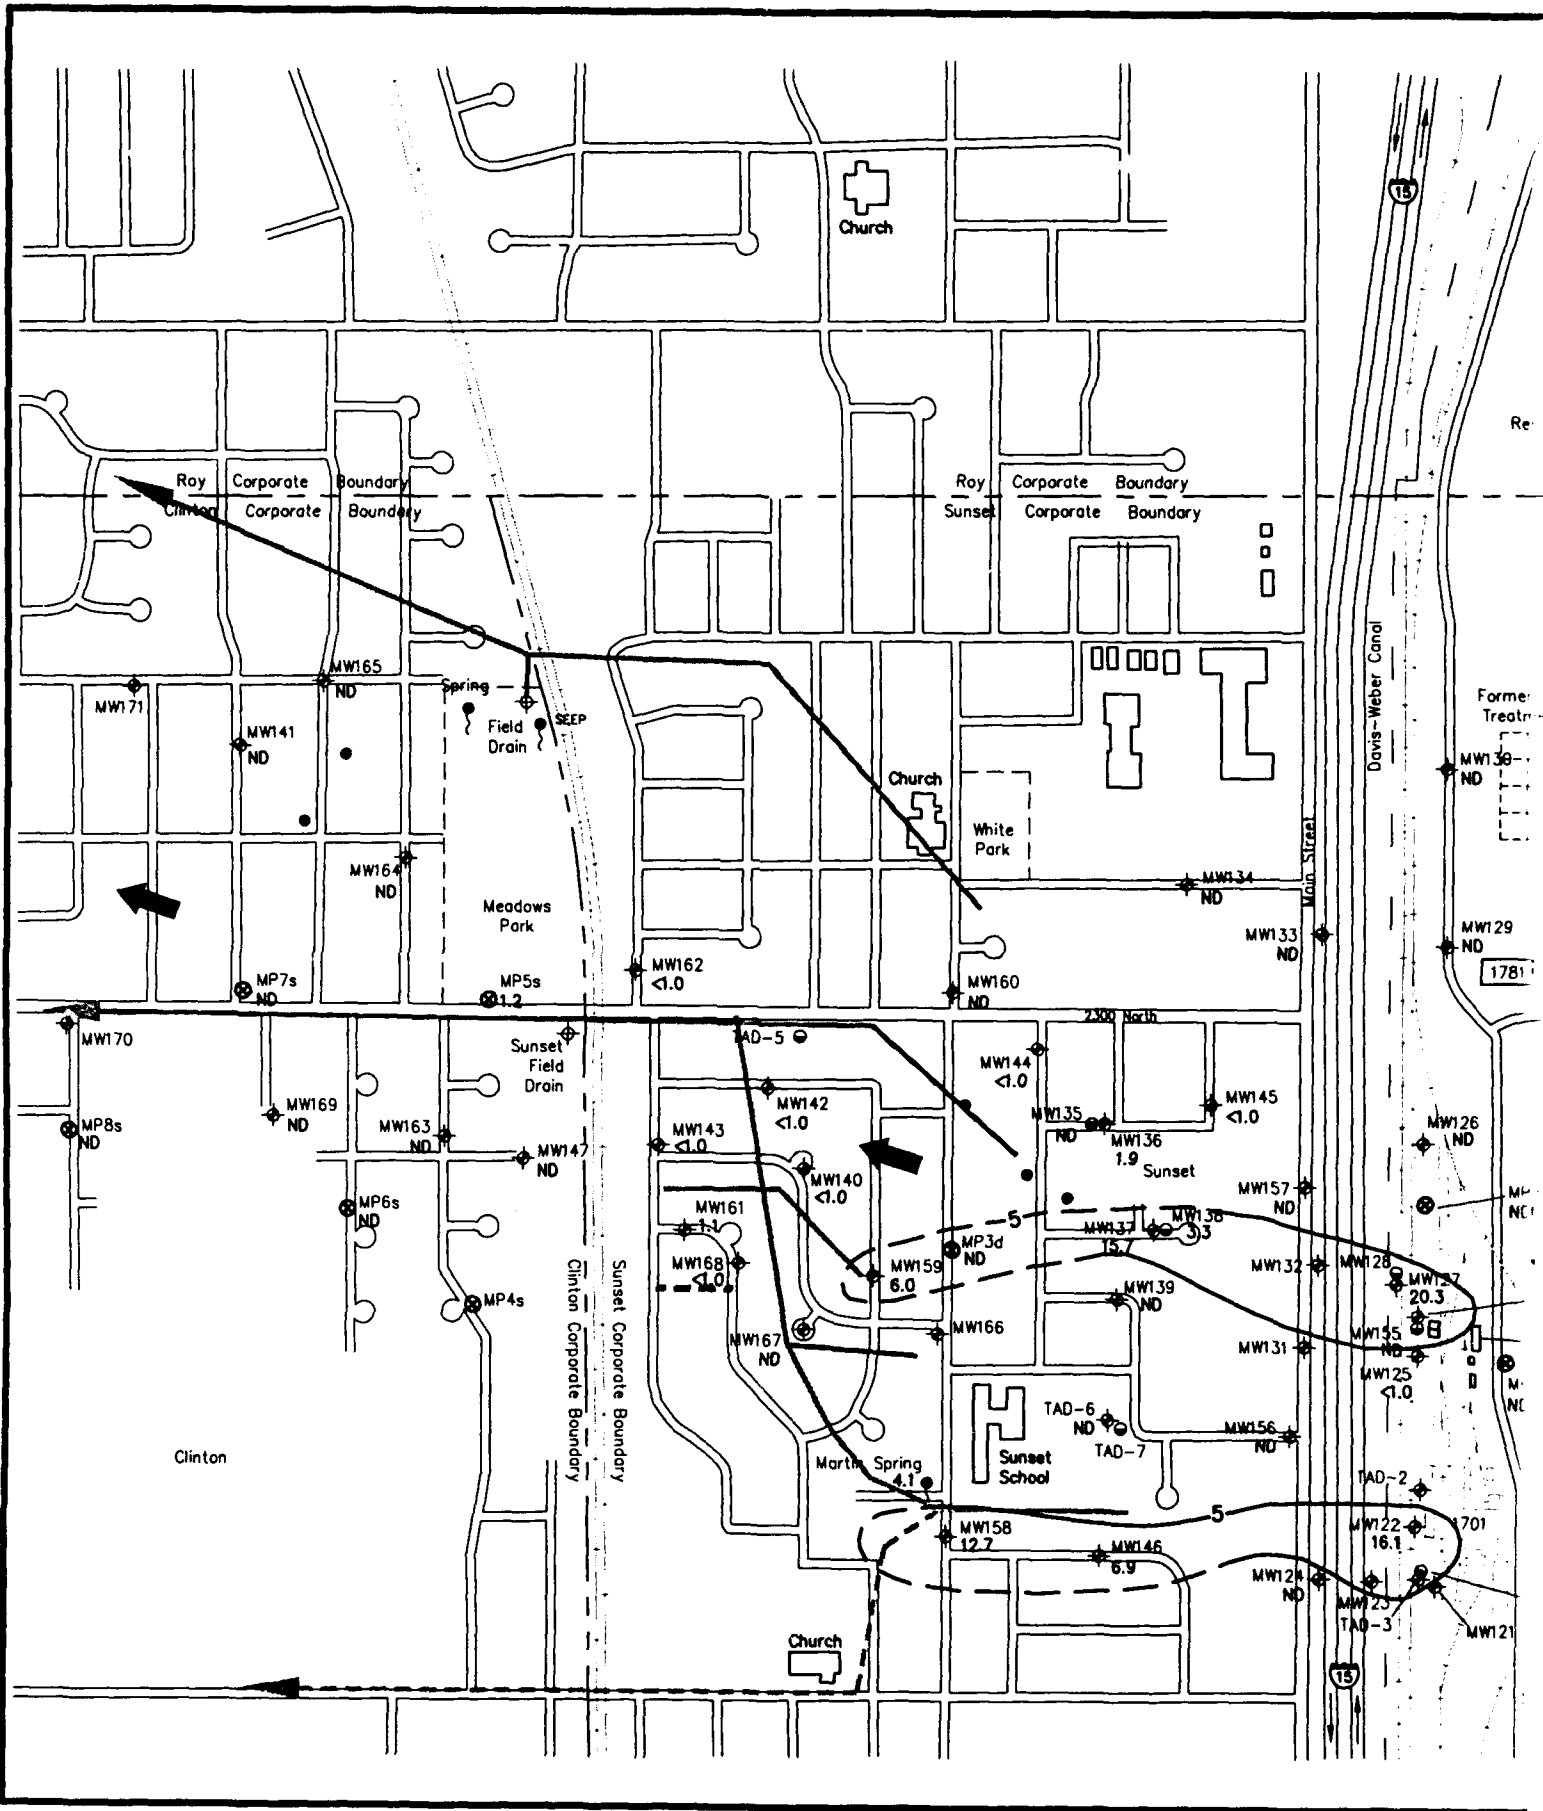 15
Church
Re
Roy Corporate Boundary
Clinton Corporate Boundary
Roy Corporate Boundary
Sunset Corporate Boundary
Davis-Weber Canal
MW165
ND
Spring
SEEP
Field
Drain
MW171
MW141
ND
Forme
Treatm
ND
Church
White
Park
Main Street
MW164
ND
Meadows
Park
MW134
ND
MW133
ND
MW129
ND
1781
MW162
<1.0
MP7s
ND
MP5s
1.2
MW160
ND
2300 North
MW170
Sunset
Field
Drain
TAD-5
MW144
<1.0
MW169
ND
MP8s
ND
MW163
ND
MW147
ND
MW142
<1.0
MW143
<1.0
MW135
ND
MW136
1.9
MW145
<1.0
MW126
ND
Sunset
MW140
<1.0
MW157
ND
MP6s
ND
MW161
1.1
5
MW137
15.7
MW138
3.3
MP3d
ND
MW168
<1.0
MW159
6.0
MW132
MW128
MW127
20.3
MP4s
MW139
ND
MW167
ND
MW166
MW131
MW155
ND
MW125
<1.0
Clinton Corporate Boundary
Sunset Corporate Boundary
TAD-6
ND
TAD-7
MW156
ND
Clinton
Martin Spring
4.1
Sunset
School
TAD-2
5
MW122
16.1
1701
MW158
12.7
MW146
6.9
MW124
ND
MW123
TAD-3
MW121
Church
15